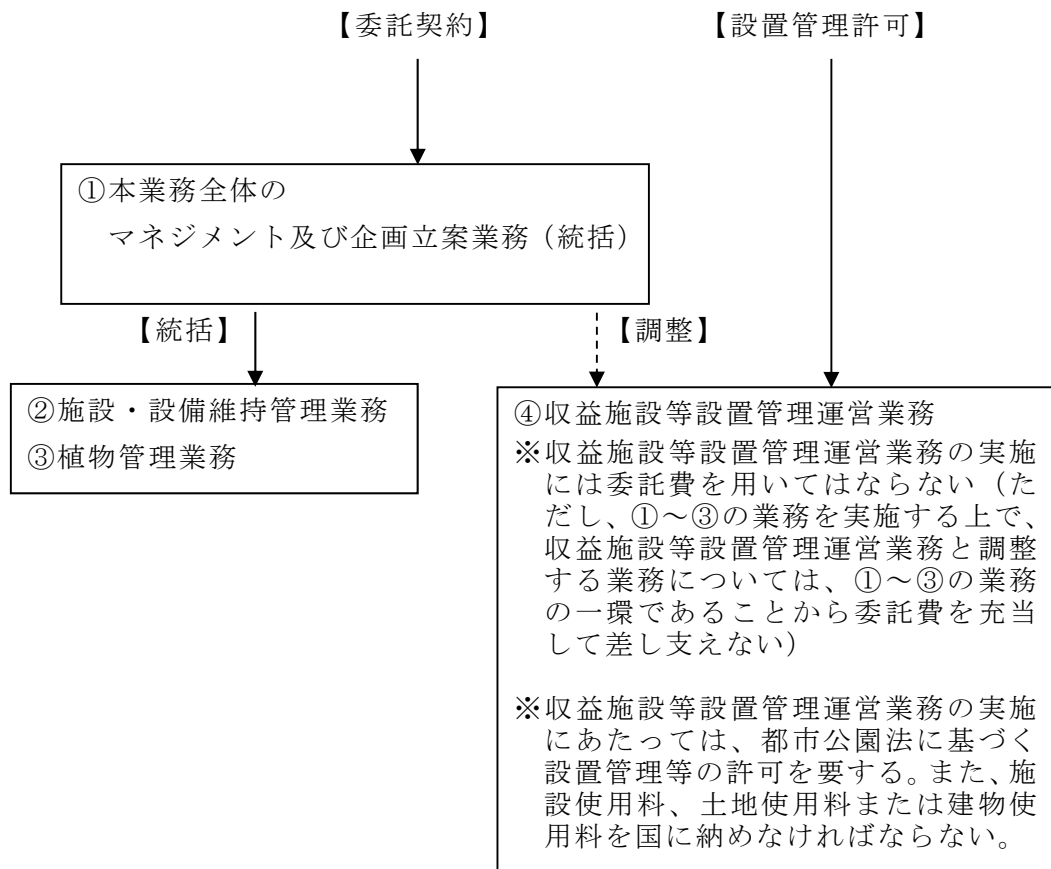 【委託契約】
【設置管理許可】
①本業務全体の
マネジメント及び企画立案業務（統括）
【統括】
【調整】
②施設・設備維持管理業務
③植物管理業務
④収益施設等設置管理運営業務
※収益施設等設置管理運営業務の実施
には委託費を用いてはならない（た
だし、①～③の業務を実施する上で、
収益施設等設置管理運営業務と調整
する業務については、①～③の業務
の一環であることから委託費を充当
して差し支えない）
※収益施設等設置管理運営業務の実施
にあたっては、都市公園法に基づく
設置管理等の許可を要する。また、施
設使用料、土地使用料または建物使
用料を国に納めなければならない。